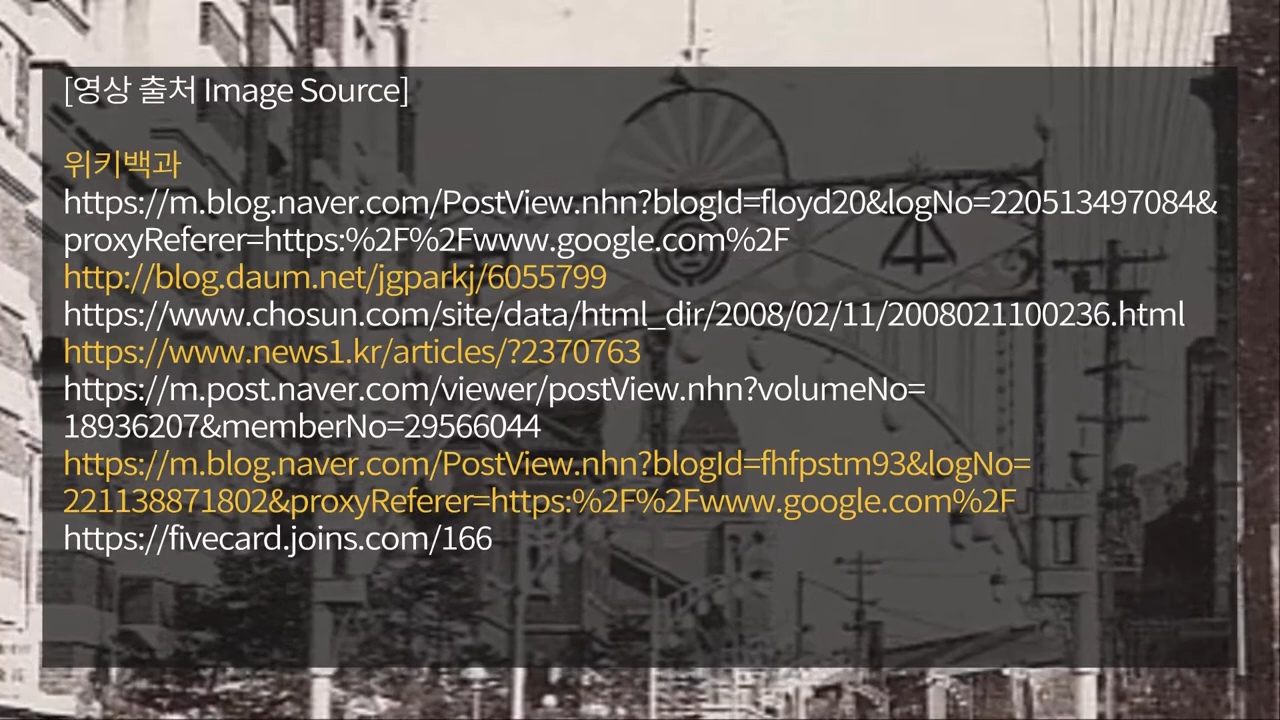 [영상 출처 Image Source]
위키백과
https://m.blog.naver.com/PostView.nhn?blogId=floyd20&logNo=220513497084&
proxyReferer=https:%2F%2Fwww.google.com%2F
http://blog.daum.net/jgparkj/6055799
https://www.chosun.com/site/data/html_dir/2008/02/11/2008021100236.html
https://www.news1.kr/articles/?2370763
https://m.post.naver.com/viewer/postView.nhn?volumeNo=
18936207&memberNo=29566044
https://m.blog.naver.com/PostView.nhn?blogId=fhfpstm93&logNo=
221138871802&proxyReferer=https:%2F%2Fwww.google.com%2F
https://fivecard.joins.com/166